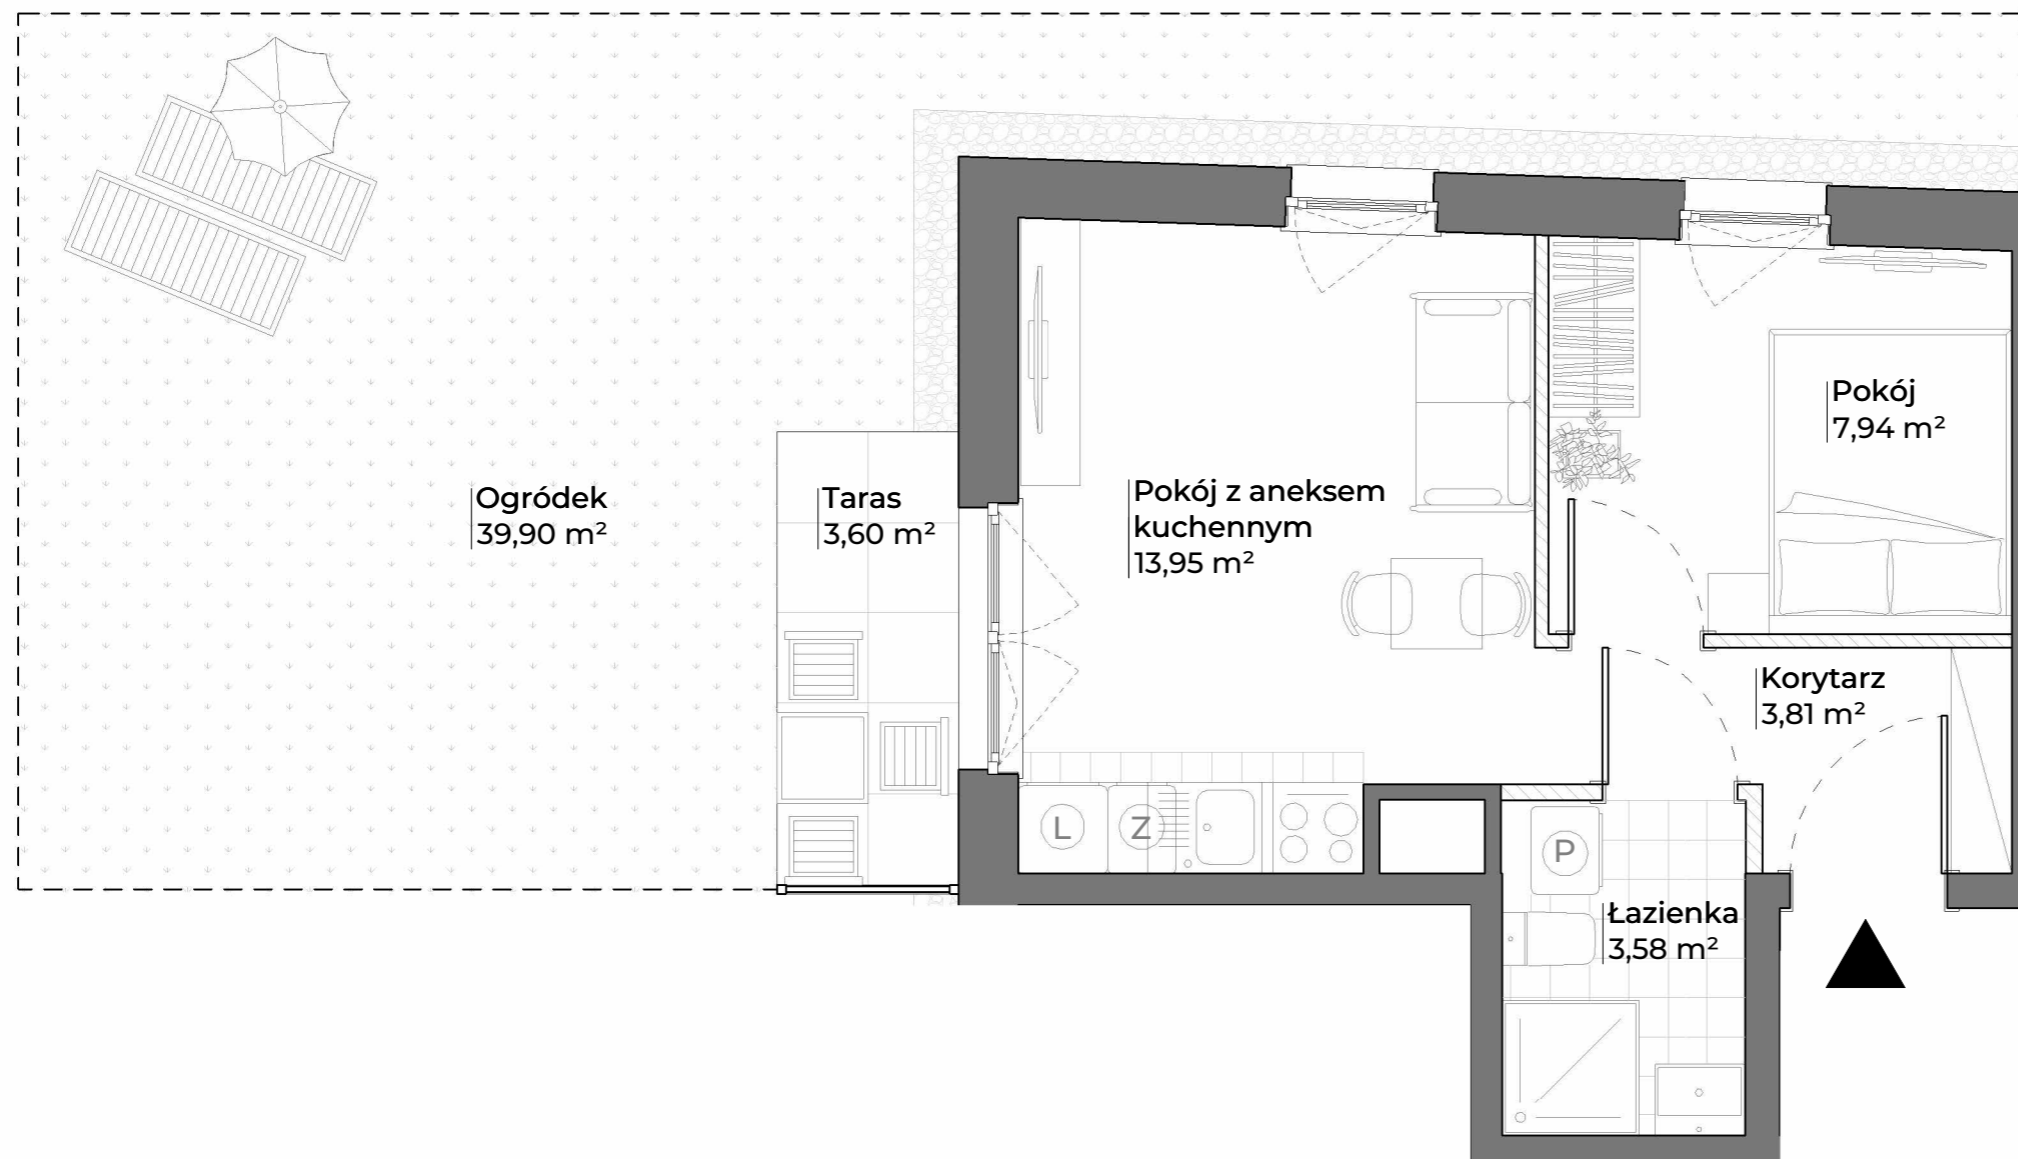 Pokój
7,94 m²
Ogródek
39,90 m²
Taras
3,60 m²
Pokój z aneksem
kuchennym
13,95 m²
Korytarz
3,81 m²
L
Z
P
Łazienka
3,58 m²